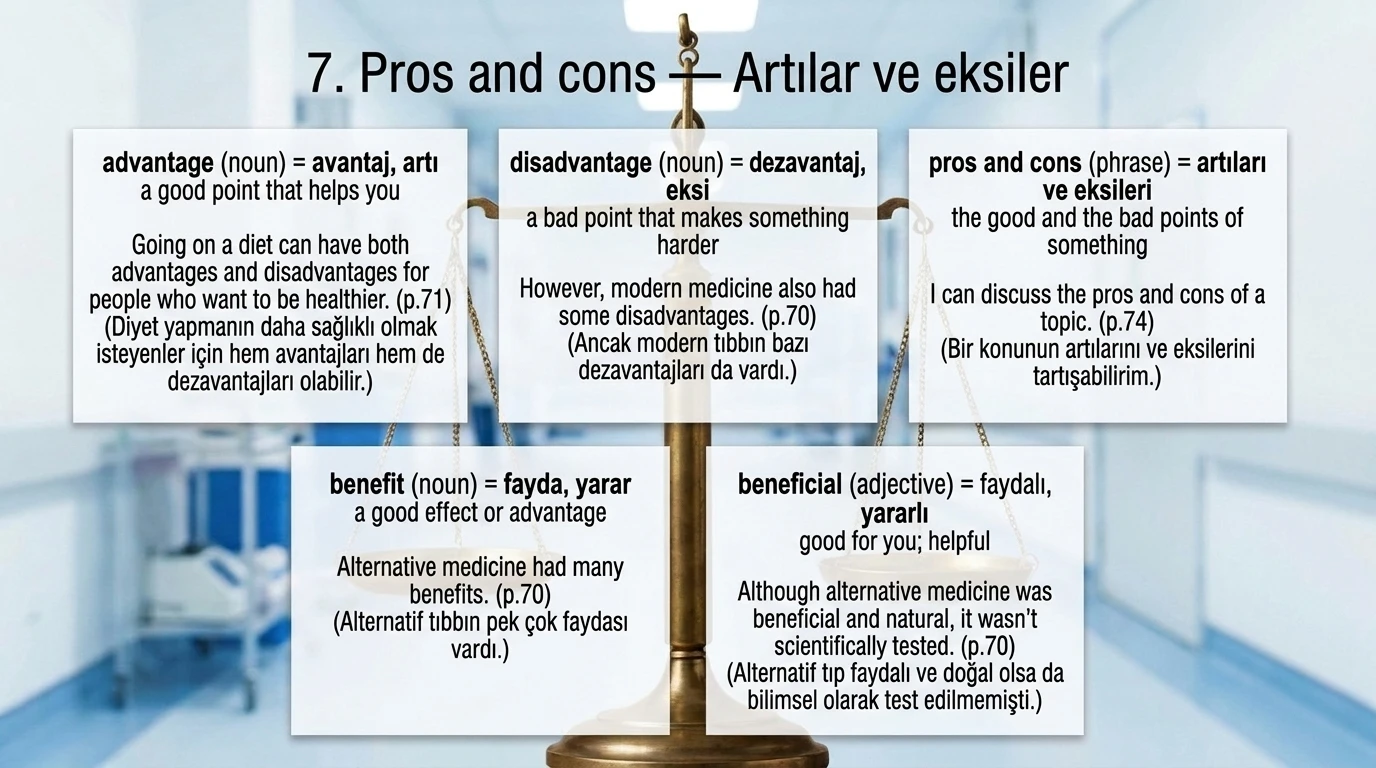 7. Pros and cons — Artılar ve eksiler
advantage (noun) = avantaj, artı
a good point that helps you
Going on a diet can have both
advantages and disadvantages for
people who want to be healthier. (p.71)
(Diyet yapmanın daha sağlıklı olmak
isteyenler için hem avantajları hem de
dezavantajları olabilir.)
disadvantage (noun) = dezavantaj,
eksi
a bad point that makes something
harder
However, modern medicine also had
some disadvantages. (p.70)
(Ancak modern tıbbın bazı
dezavantajları da vardı.)
pros and cons (phrase) = artıları
ve eksileri
the good and the bad points of
something
I can discuss the pros and cons of a
topic. (p.74)
(Bir konunun artılarını ve eksilerini
tartışabilirim.)
benefit (noun) = fayda, yarar
a good effect or advantage
Alternative medicine had many
benefits. (p.70)
(Alternatif tıbbın pek çok faydası
vardı.)
beneficial (adjective) = faydalı,
yararlı
good for you; helpful
Although alternative medicine was
beneficial and natural, it wasn't
scientifically tested. (p.70)
(Alternatif tıp faydalı ve doğal olsa da
bilimsel olarak test edilmemişti.)